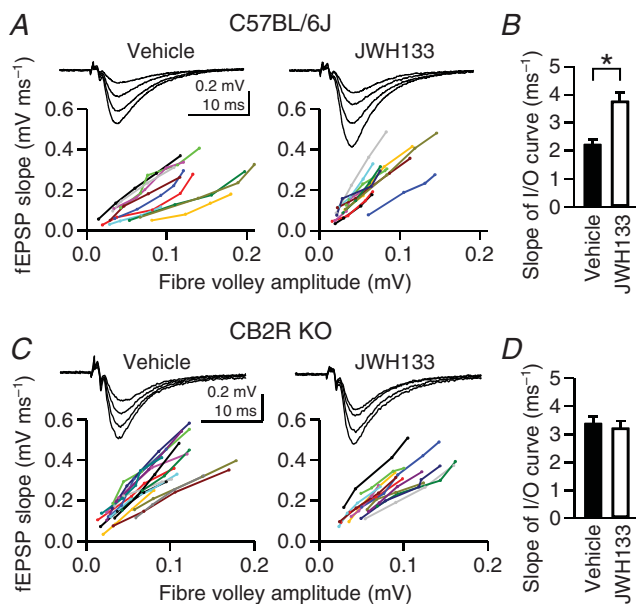 A
C57BL/6J
B
Vehicle
JWH133
0.2 mV
10 ms
fEPSP slope (mV ms⁻¹)
0.6
0.4
0.2
0.0
0.0 0.1 0.2
0.0 0.1 0.2
Fibre volley amplitude (mV)
Slope of I/O curve (ms⁻¹)
5
4
3
2
1
0
*
Vehicle
JWH133
C
CB2R KO
D
Vehicle
JWH133
0.2 mV
10 ms
fEPSP slope (mV ms⁻¹)
0.6
0.4
0.2
0.0
0.0 0.1 0.2
0.0 0.1 0.2
Fibre volley amplitude (mV)
Slope of I/O curve (ms⁻¹)
5
4
3
2
1
0
Vehicle
JWH133